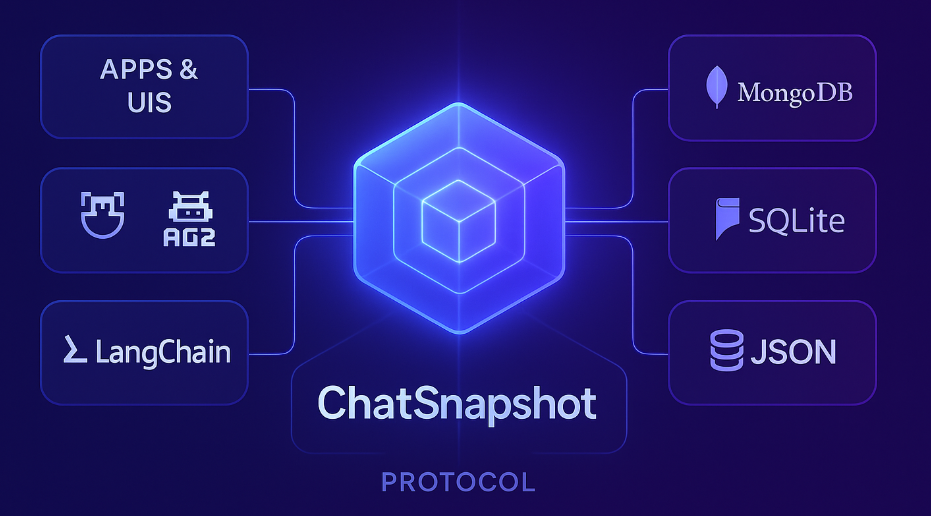 APPS &
UIS
AG2
LangChain
ChatSnapshot
PROTOCOL
MongoDB
SQLite
JSON